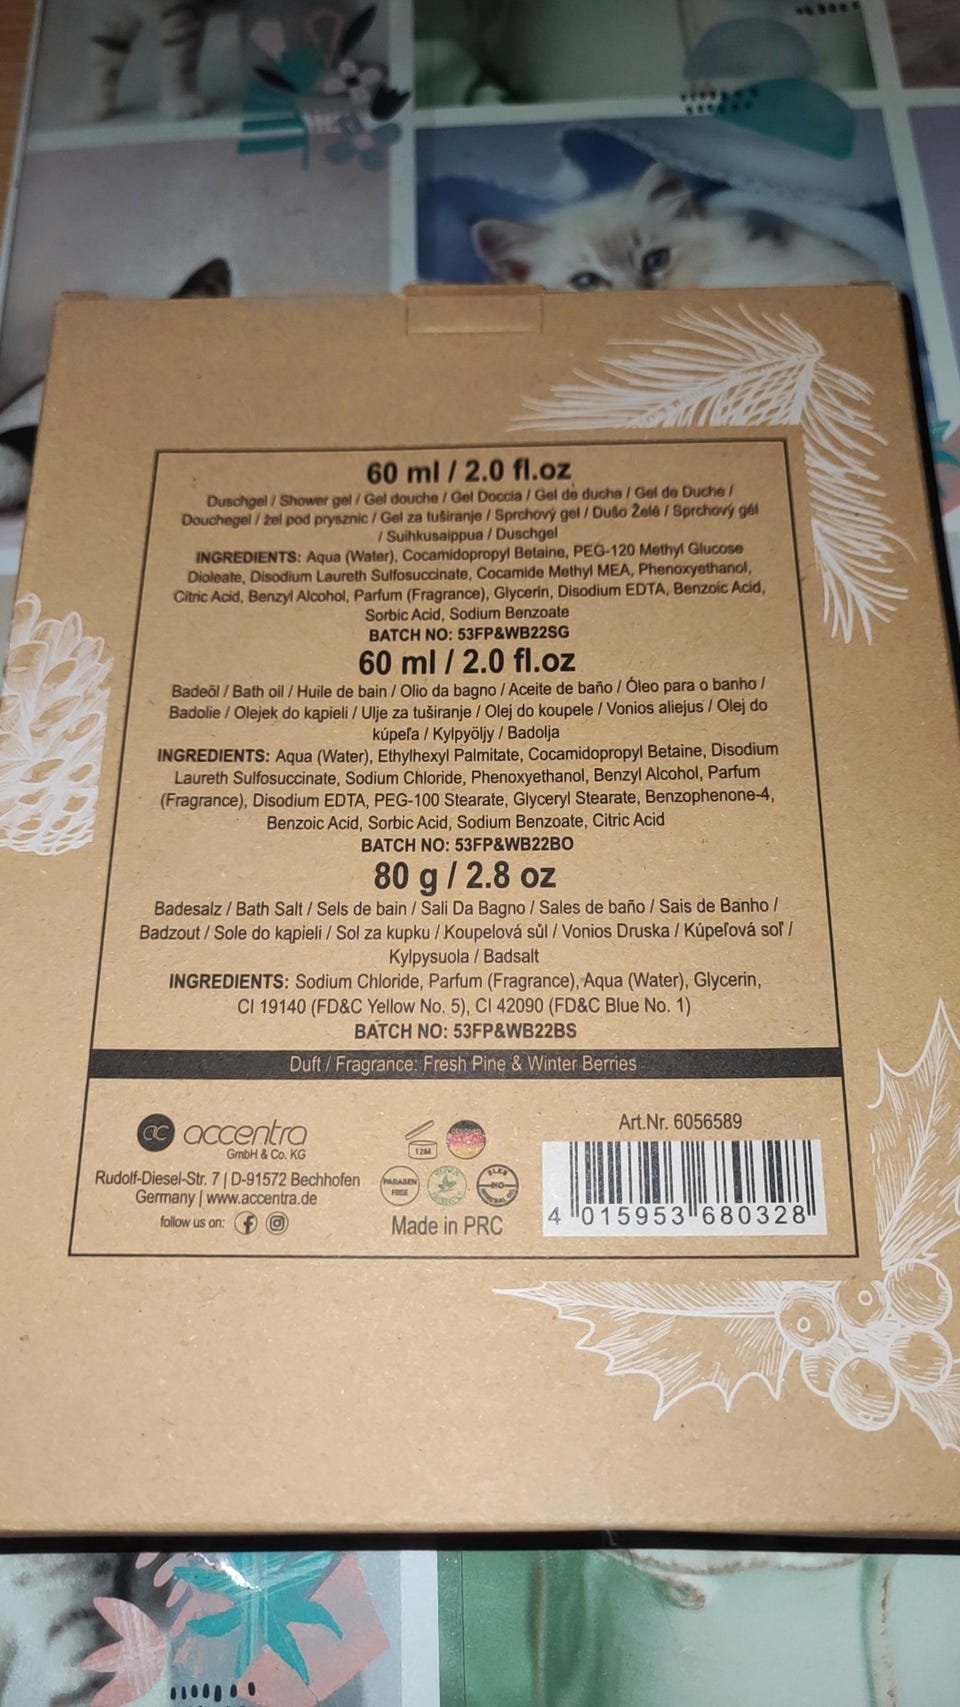 60 ml / 2.0 fl.oz
Duschgel / Shower gel / Gel douche / Gel Doccia / Gel de ducha / Gel de Duche /
Douchegel / żel pod prysznic / Gel za tuširanje / Sprchový gel / Dušo Želé / Sprchový gél
/ Suihkusaippua / Duschgel
INGREDIENTS: Aqua (Water), Cocamidopropyl Betaine, PEG-120 Methyl Glucose
Dioleate, Disodium Laureth Sulfosuccinate, Cocamide Methyl MEA, Phenoxyethanol,
Citric Acid, Benzyl Alcohol, Parfum (Fragrance), Glycerin, Disodium EDTA, Benzoic Acid,
Sorbic Acid, Sodium Benzoate
BATCH NO: 53FP&WB22SG
60 ml / 2.0 fl.oz
Badeöl / Bath oil / Huile de bain / Olio da bagno / Aceite de baño / Óleo para o banho /
Badolie / Olejek do kąpieli / Ulje za tuširanje / Olej do koupele / Vonios aliejus / Olej do
kúpeľa / Kylpyöljy / Badolja
INGREDIENTS: Aqua (Water), Ethylhexyl Palmitate, Cocamidopropyl Betaine, Disodium
Laureth Sulfosuccinate, Sodium Chloride, Phenoxyethanol, Benzyl Alcohol, Parfum
(Fragrance), Disodium EDTA, PEG-100 Stearate, Glyceryl Stearate, Benzophenone-4,
Benzoic Acid, Sorbic Acid, Sodium Benzoate, Citric Acid
BATCH NO: 53FP&WB22BO
80 g / 2.8 oz
Badesalz / Bath Salt / Sels de bain / Sali Da Bagno / Sales de baño / Sais de Banho /
Badzout / Sole do kąpieli / Sol za kupku / Koupelová sůl / Vonios Druska / Kúpeľová soľ /
Kylpysuola / Badsalt
INGREDIENTS: Sodium Chloride, Parfum (Fragrance), Aqua (Water), Glycerin,
CI 19140 (FD&C Yellow No. 5), CI 42090 (FD&C Blue No. 1)
BATCH NO: 53FP&WB22BS
Duft / Fragrance: Fresh Pine & Winter Berries
ac accentra
GmbH & Co. KG
Rudolf-Diesel-Str. 7 | D-91572 Bechhofen
Germany | www.accentra.de
follow us on:
12M
PARABEN
FREE
NO
MINERAL OIL
Made in PRC
Art.Nr. 6056589
4 015953 680328